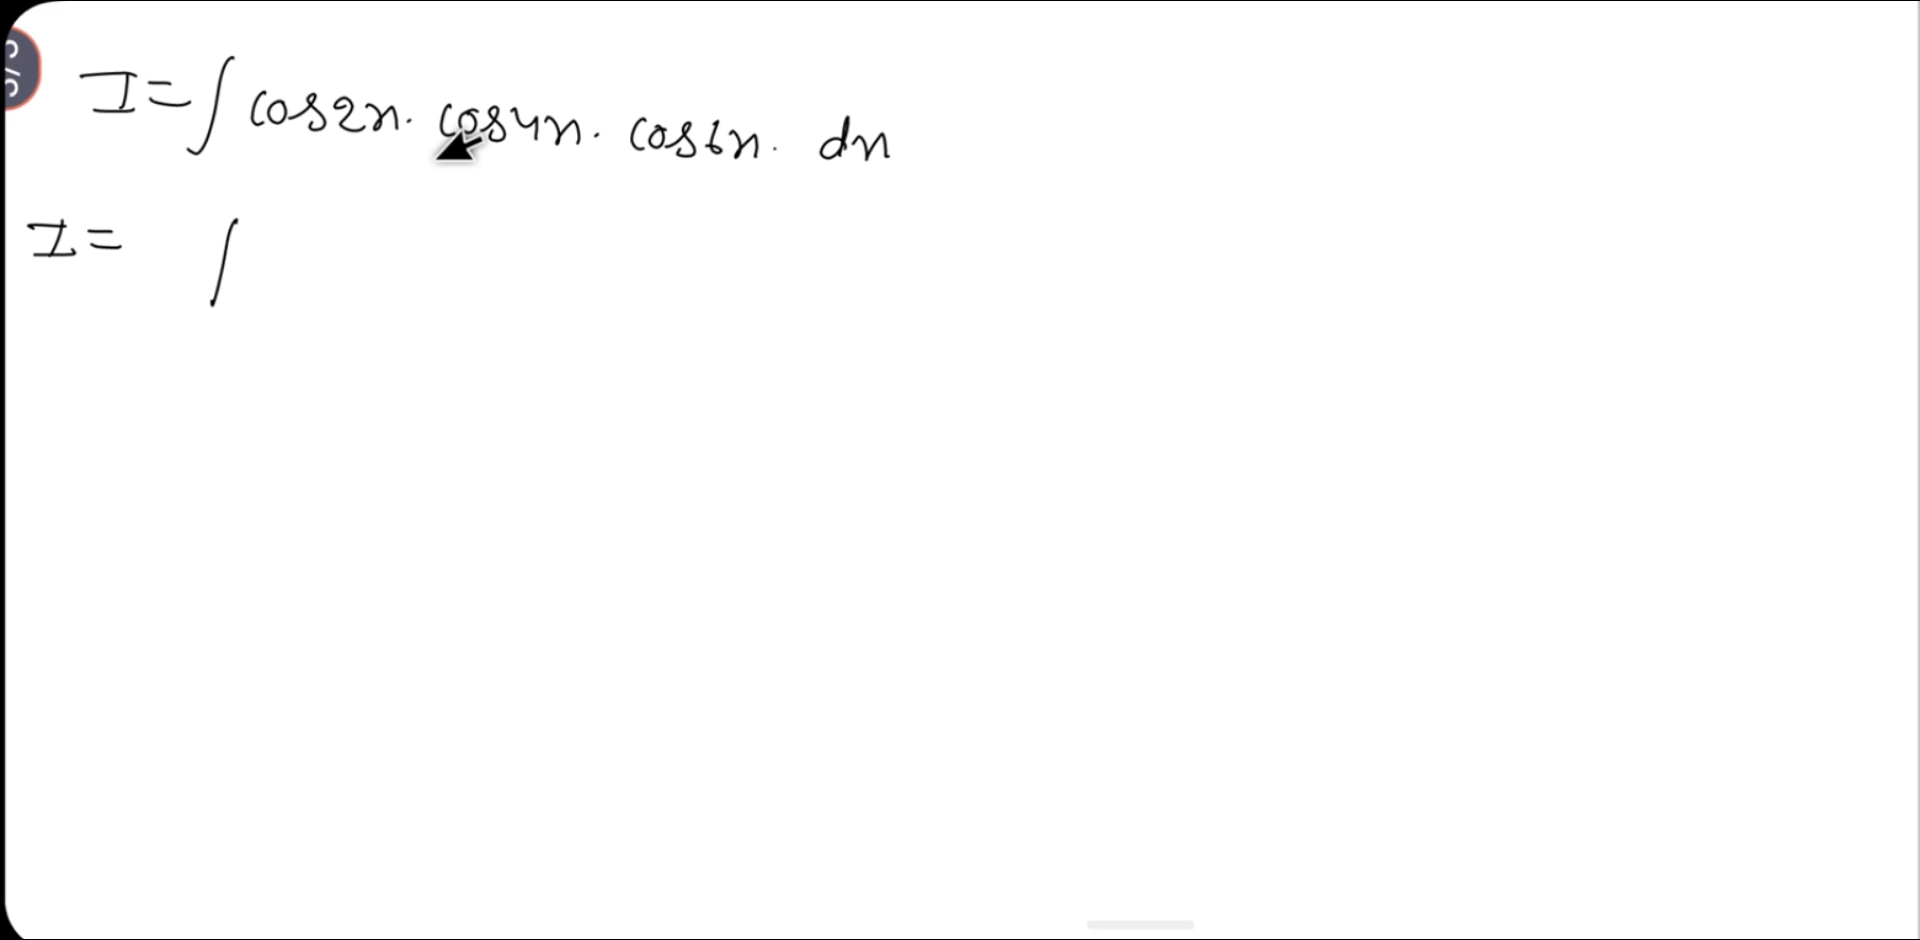 I = ∫ cos2x. cos4x. cos6x. dx
I = ∫